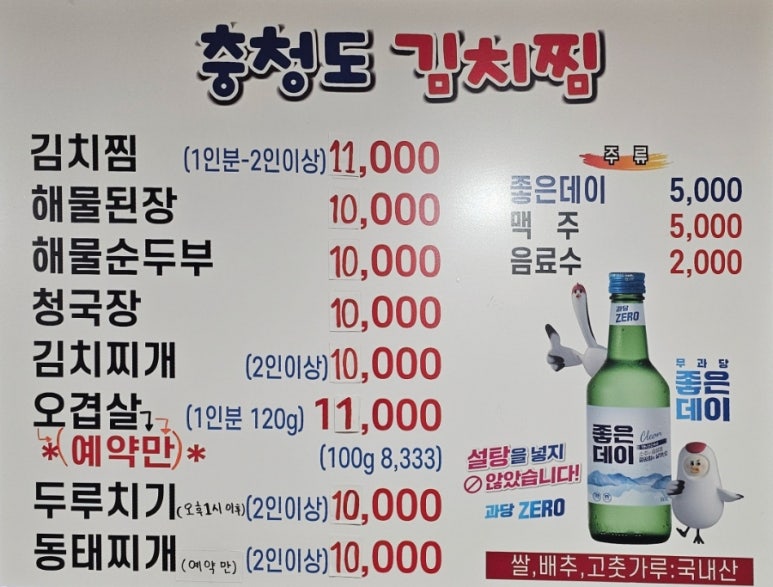 충청도 김치찜
김치찜 (1인분-2인이상) 11,000
해물된장 10,000
해물순두부 10,000
청국장 10,000
김치찌개 (2인이상) 10,000
오겹살 (1인분 120g) 11,000
*(예약만)* (100g 8,333)
두루치기 (오후1시 이후) (2인이상) 10,000
동태찌개 (예약 만) (2인이상) 10,000
주 류
좋은데이 5,000
맥 주 5,000
음료수 2,000
과당
ZERO
무과당
좋은
데이
좋은
데이
Clean
설탕을 넣지
않았습니다!
과당 ZERO
쌀,배추,고춧가루:국내산